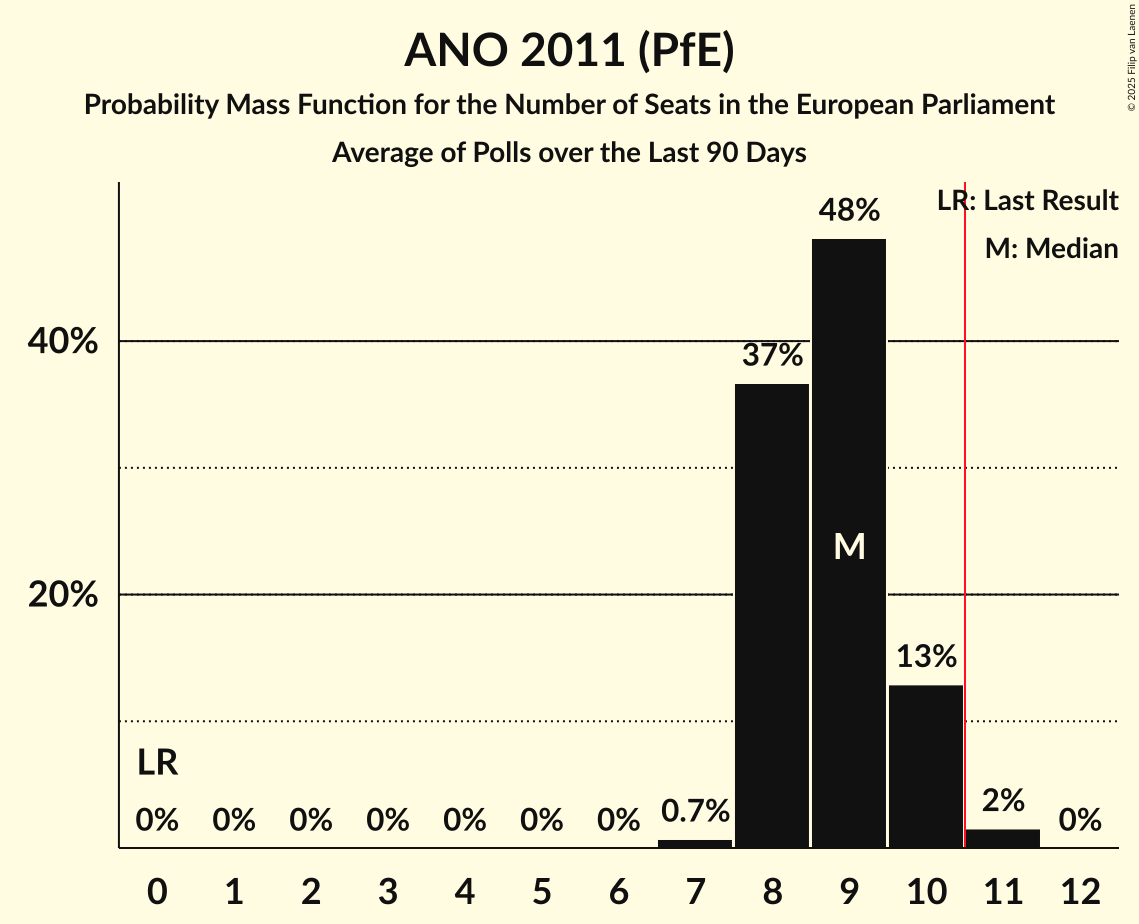 ANO 2011 (PfE)
Probability Mass Function for the Number of Seats in the European Parliament
Average of Polls over the Last 90 Days
© 2025 Filip van Laenen
LR: Last Result
M: Median
48%
40%
37%
M
20%
13%
LR
0% 0% 0% 0% 0% 0% 0% 0.7% 2% 0%
0 1 2 3 4 5 6 7 8 9 10 11 12